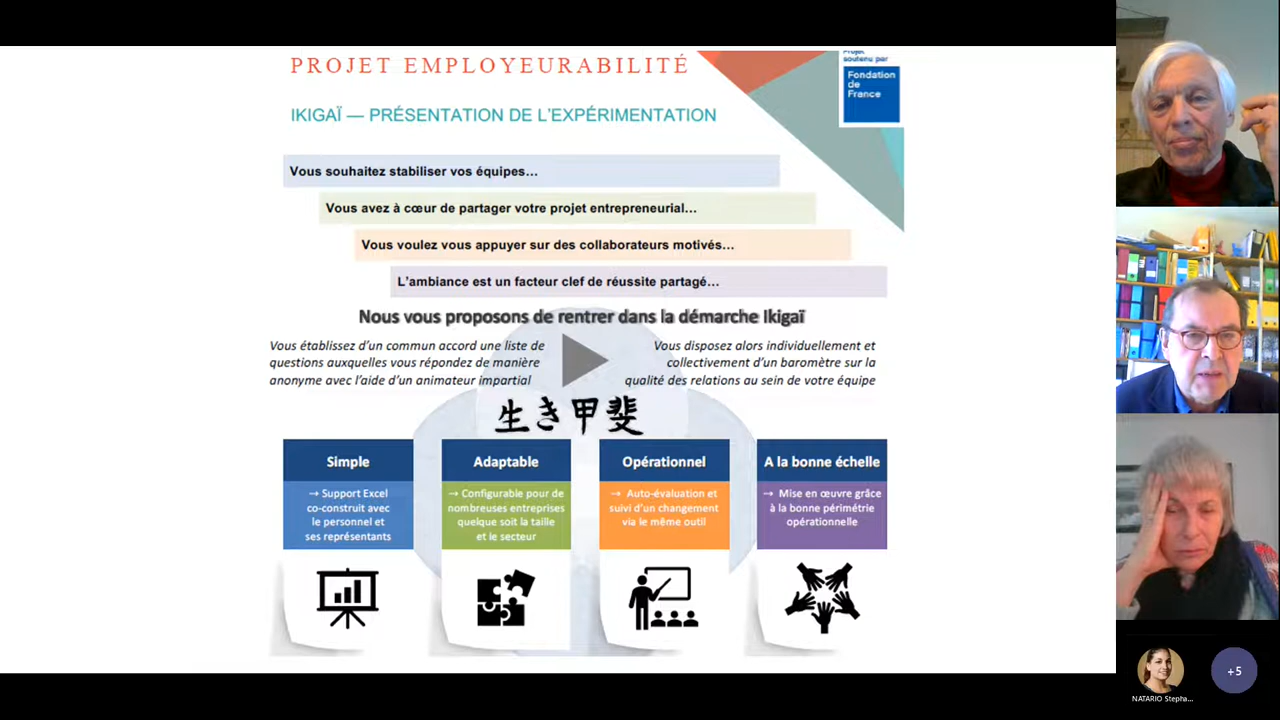 PROJET EMPLOYEURABILITÉ
Projet
soutenu par
Fondation
de
France
IKIGAÏ — PRÉSENTATION DE L'EXPÉRIMENTATION
Vous souhaitez stabiliser vos équipes…
Vous avez à cœur de partager votre projet entrepreneurial…
Vous voulez vous appuyer sur des collaborateurs motivés…
L'ambiance est un facteur clef de réussite partagé…
Nous vous proposons de rentrer dans la démarche Ikigaï
Vous établissez d'un commun accord une liste de
questions auxquelles vous répondez de manière
anonyme avec l'aide d'un animateur impartial
Vous disposez alors individuellement et
collectivement d'un baromètre sur la
qualité des relations au sein de votre équipe
生き甲斐
Simple
→ Support Excel
co-construit avec
le personnel et
ses représentants
Adaptable
→ Configurable pour de
nombreuses entreprises
quelque soit la taille
et le secteur
Opérationnel
→ Auto-évaluation et
suivi d'un changement
via le même outil
A la bonne échelle
→ Mise en œuvre grâce
à la bonne périmétrie
opérationnelle
NATARIO Stepha...
+5